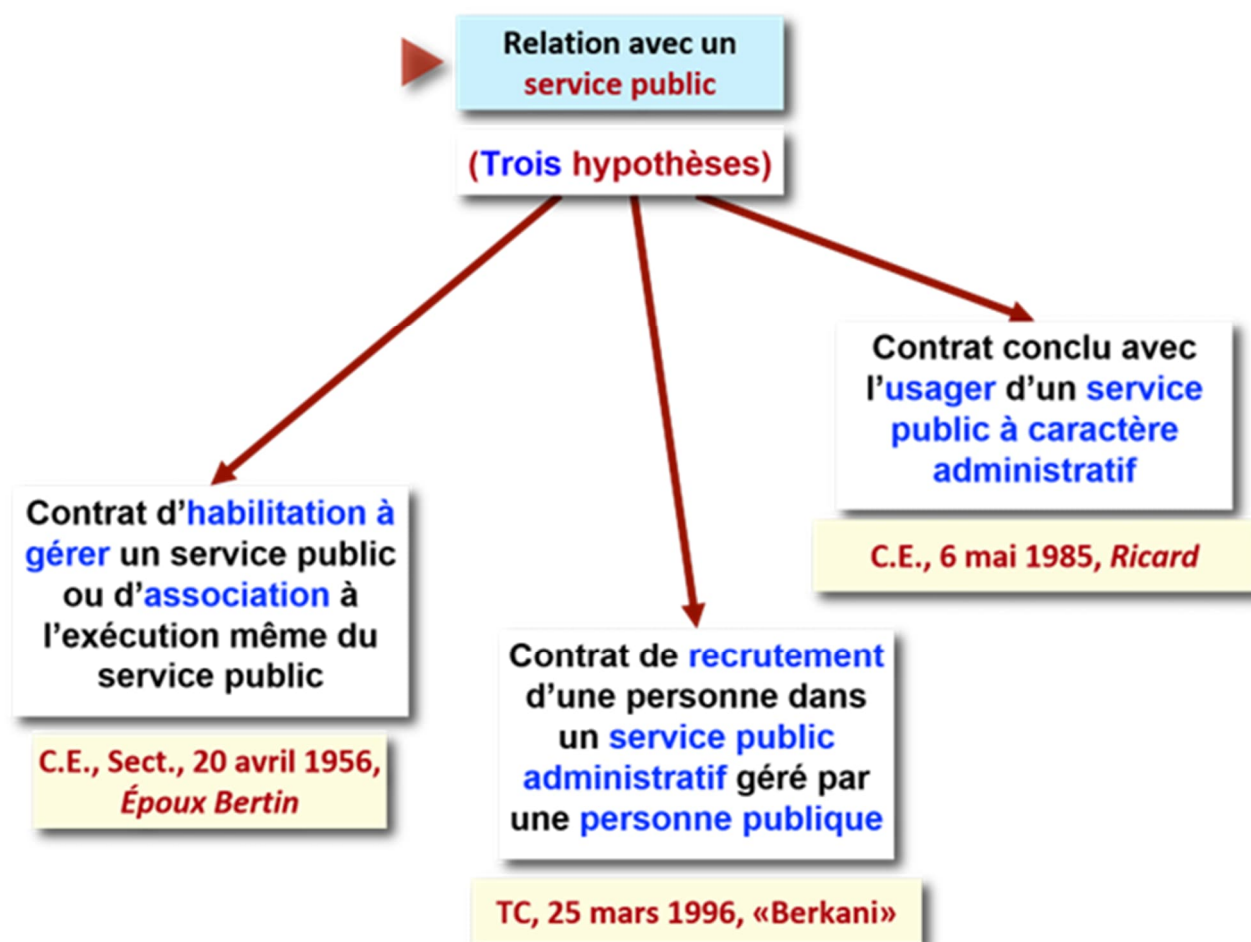 Relation avec un
service public
(Trois hypothèses)
Contrat d’habilitation à
gérer un service public
ou d’association à
l’exécution même du
service public
C.E., Sect., 20 avril 1956,
Époux Bertin
Contrat de recrutement
d’une personne dans
un service public
administratif géré par
une personne publique
TC, 25 mars 1996, «Berkani»
Contrat conclu avec
l’usager d’un service
public à caractère
administratif
C.E., 6 mai 1985, Ricard